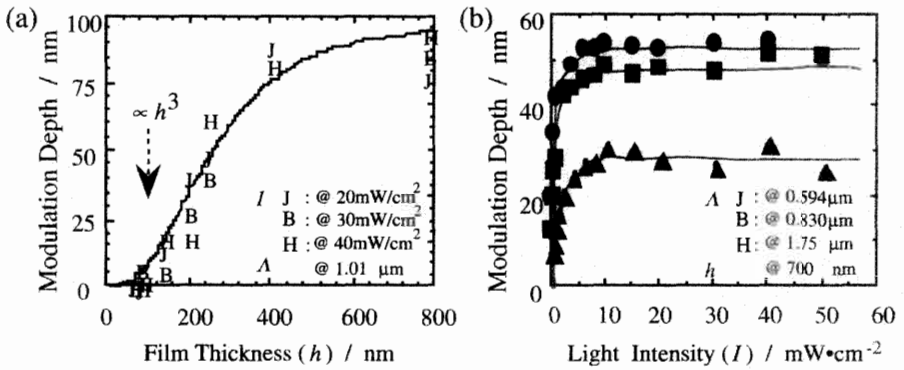 (a)
Modulation Depth / nm
100
75
50
25
0
∝ h³
I J : @ 20mW/cm²
B : @ 30mW/cm²
H : @ 40mW/cm²
Λ @ 1.01 μm
J
H
H
J
B
J
B
H
H
J
B
H
J
0 200 400 600 800
Film Thickness (h) / nm
(b)
Modulation Depth / nm
60
40
20
0
Λ J : @ 0.594μm
B : @ 0.830μm
H : @ 1.75 μm
h @ 700 nm
0 10 20 30 40 50 60
Light Intensity (I) / mW•cm⁻²